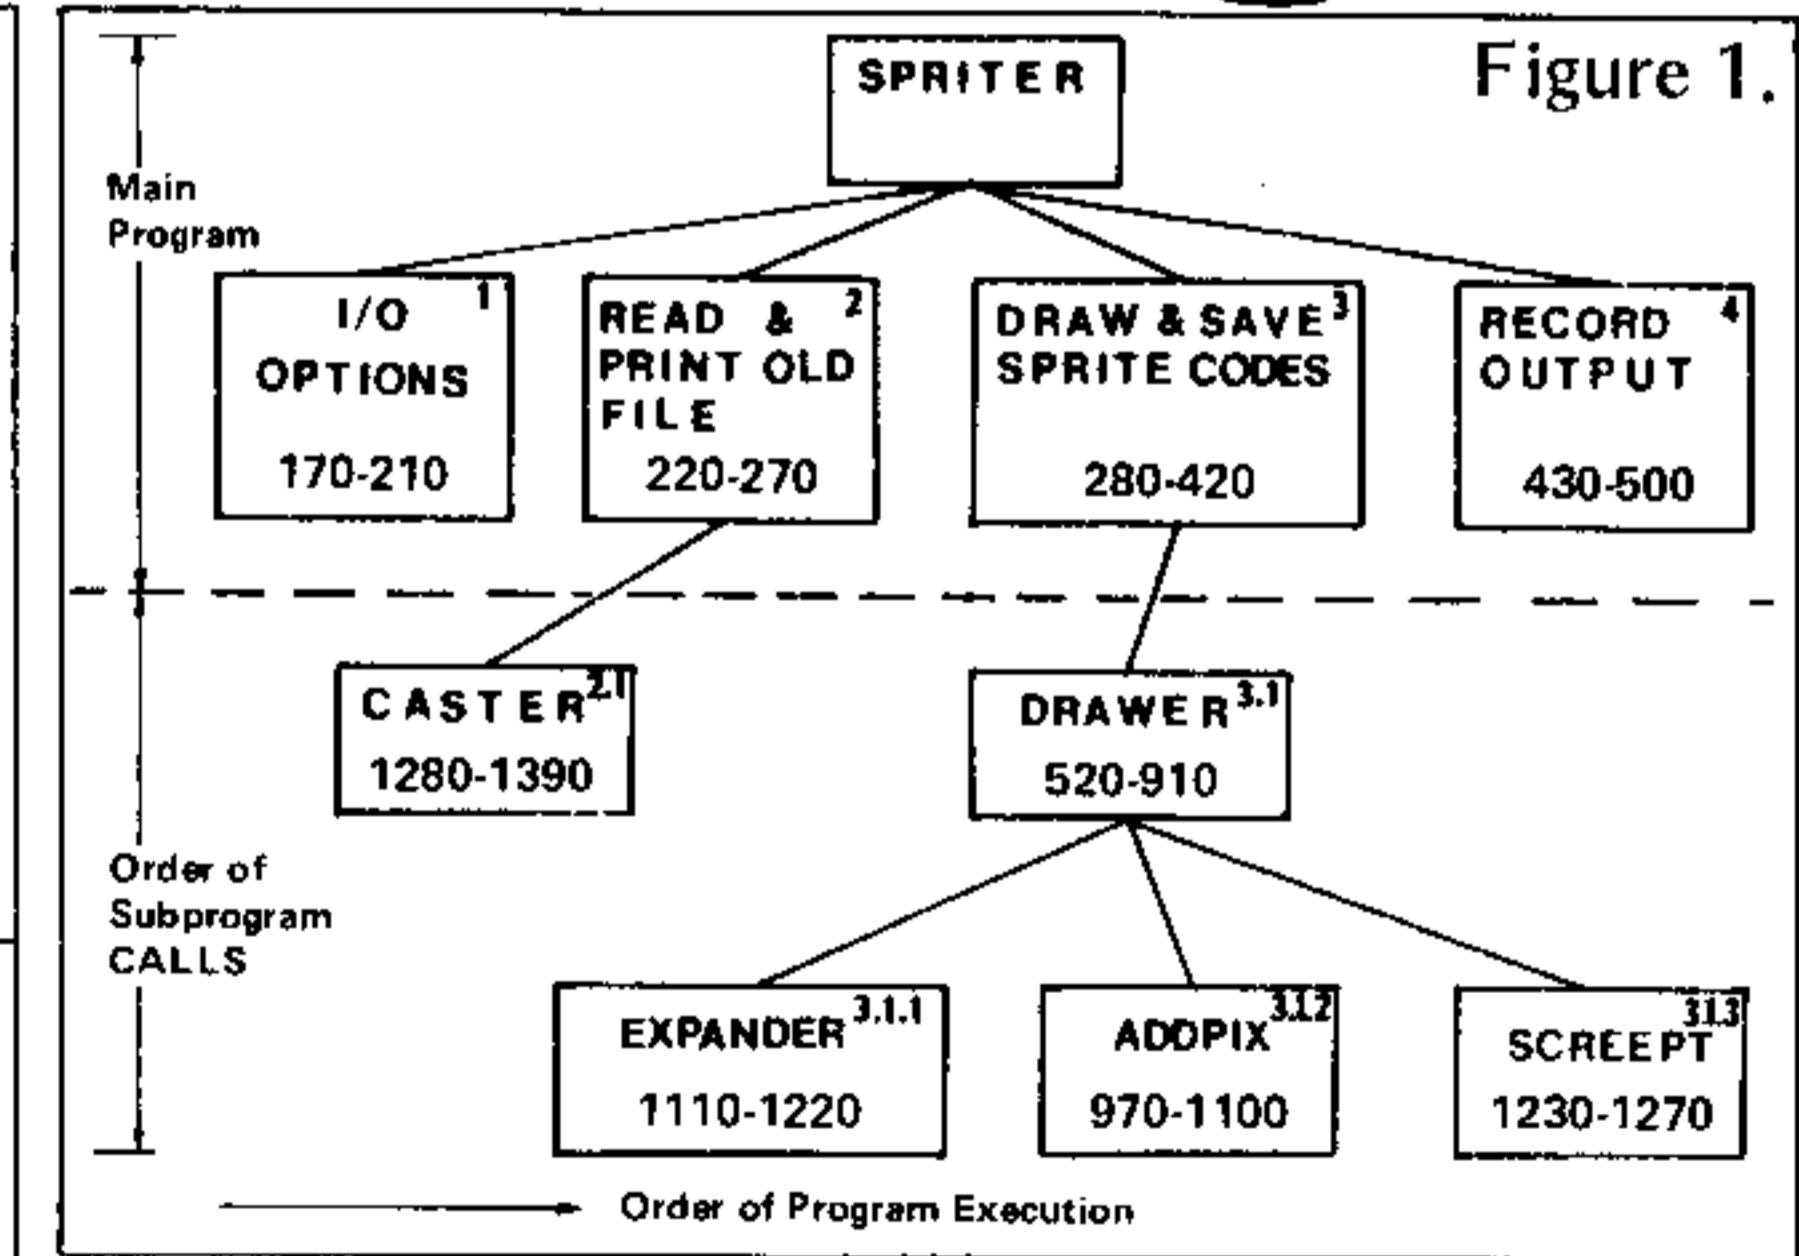 Figure 1.
SPRITER
Main
Program
1
I/O
OPTIONS
170-210
2
READ &
PRINT OLD
FILE
220-270
3
DRAW & SAVE
SPRITE CODES
280-420
4
RECORD
OUTPUT
430-500
Order of
Subprogram
CALLS
2.1
CASTER
1280-1390
3.1
DRAWER
520-910
3.1.1
EXPANDER
1110-1220
3.1.2
ADDPIX
970-1100
3.1.3
SCREEPT
1230-1270
Order of Program Execution